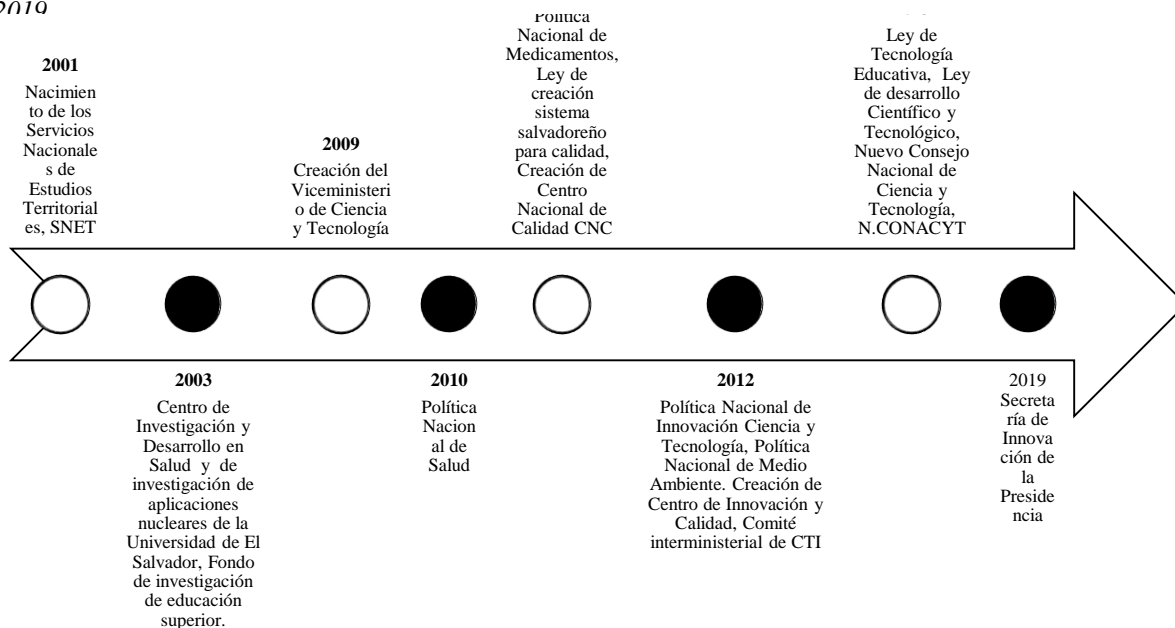 2019
2001
Nacimien
to de los
Servicios
Nacionale
s de
Estudios
Territorial
es, SNET
2009
Creación del
Viceministeri
o de Ciencia
y Tecnología
Política
Nacional de
Medicamentos,
Ley de
creación
sistema
salvadoreño
para calidad,
Creación de
Centro
Nacional de
Calidad CNC
Ley de
Tecnología
Educativa, Ley
de desarrollo
Científico y
Tecnológico,
Nuevo Consejo
Nacional de
Ciencia y
Tecnología,
N.CONACYT
2003
Centro de
Investigación y
Desarrollo en
Salud y de
investigación de
aplicaciones
nucleares de la
Universidad de El
Salvador, Fondo
de investigación
de educación
superior.
2010
Política
Nacion
al de
Salud
2012
Política Nacional de
Innovación Ciencia y
Tecnología, Política
Nacional de Medio
Ambiente. Creación de
Centro de Innovación y
Calidad, Comité
interministerial de CTI
2019
Secreta
ría de
Innova
ción de
la
Preside
ncia